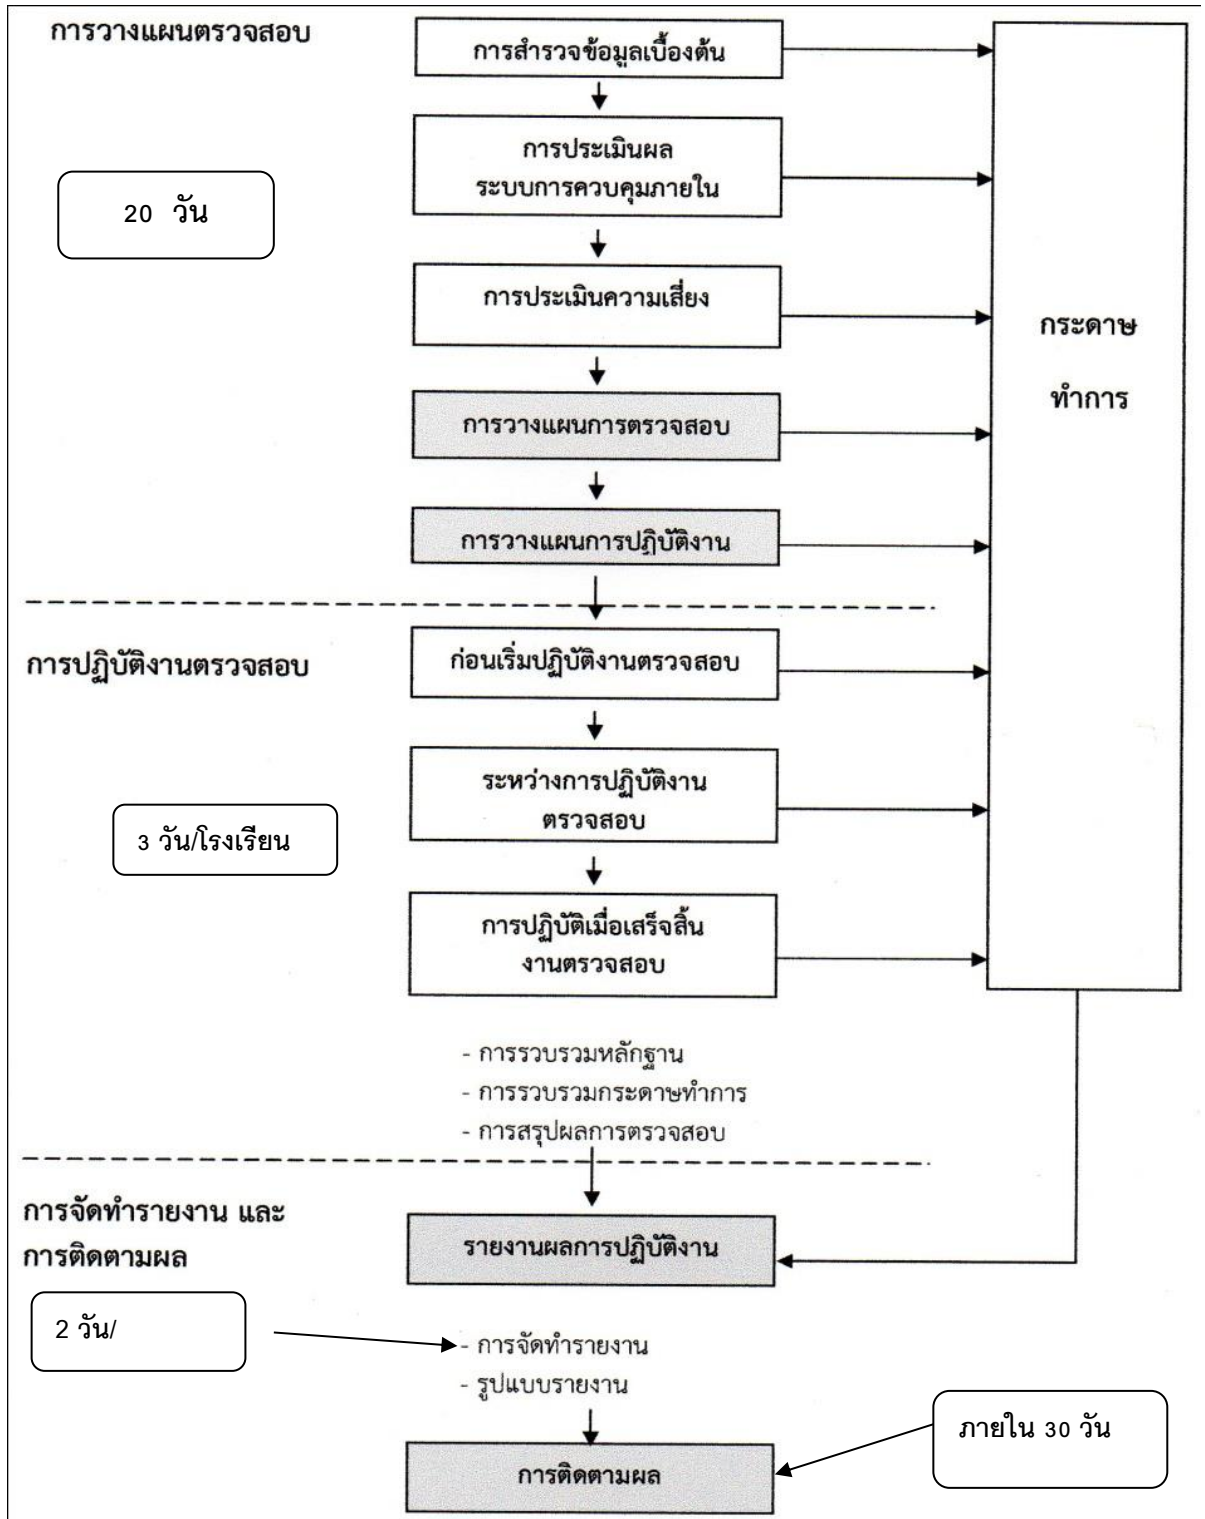 การวางแผนตรวจสอบ
การสำรวจข้อมูลเบื้องต้น
การประเมินผล
ระบบการควบคุมภายใน
20 วัน
การประเมินความเสี่ยง
กระดาษ
ทำการ
การวางแผนการตรวจสอบ
การวางแผนการปฏิบัติงาน
การปฏิบัติงานตรวจสอบ
ก่อนเริ่มปฏิบัติงานตรวจสอบ
ระหว่างการปฏิบัติงาน
ตรวจสอบ
3 วัน/โรงเรียน
การปฏิบัติเมื่อเสร็จสิ้น
งานตรวจสอบ
- การรวบรวมหลักฐาน
- การรวบรวมกระดาษทำการ
- การสรุปผลการตรวจสอบ
การจัดทำรายงาน และ
การติดตามผล
รายงานผลการปฏิบัติงาน
2 วัน/
- การจัดทำรายงาน
- รูปแบบรายงาน
ภายใน 30 วัน
การติดตามผล